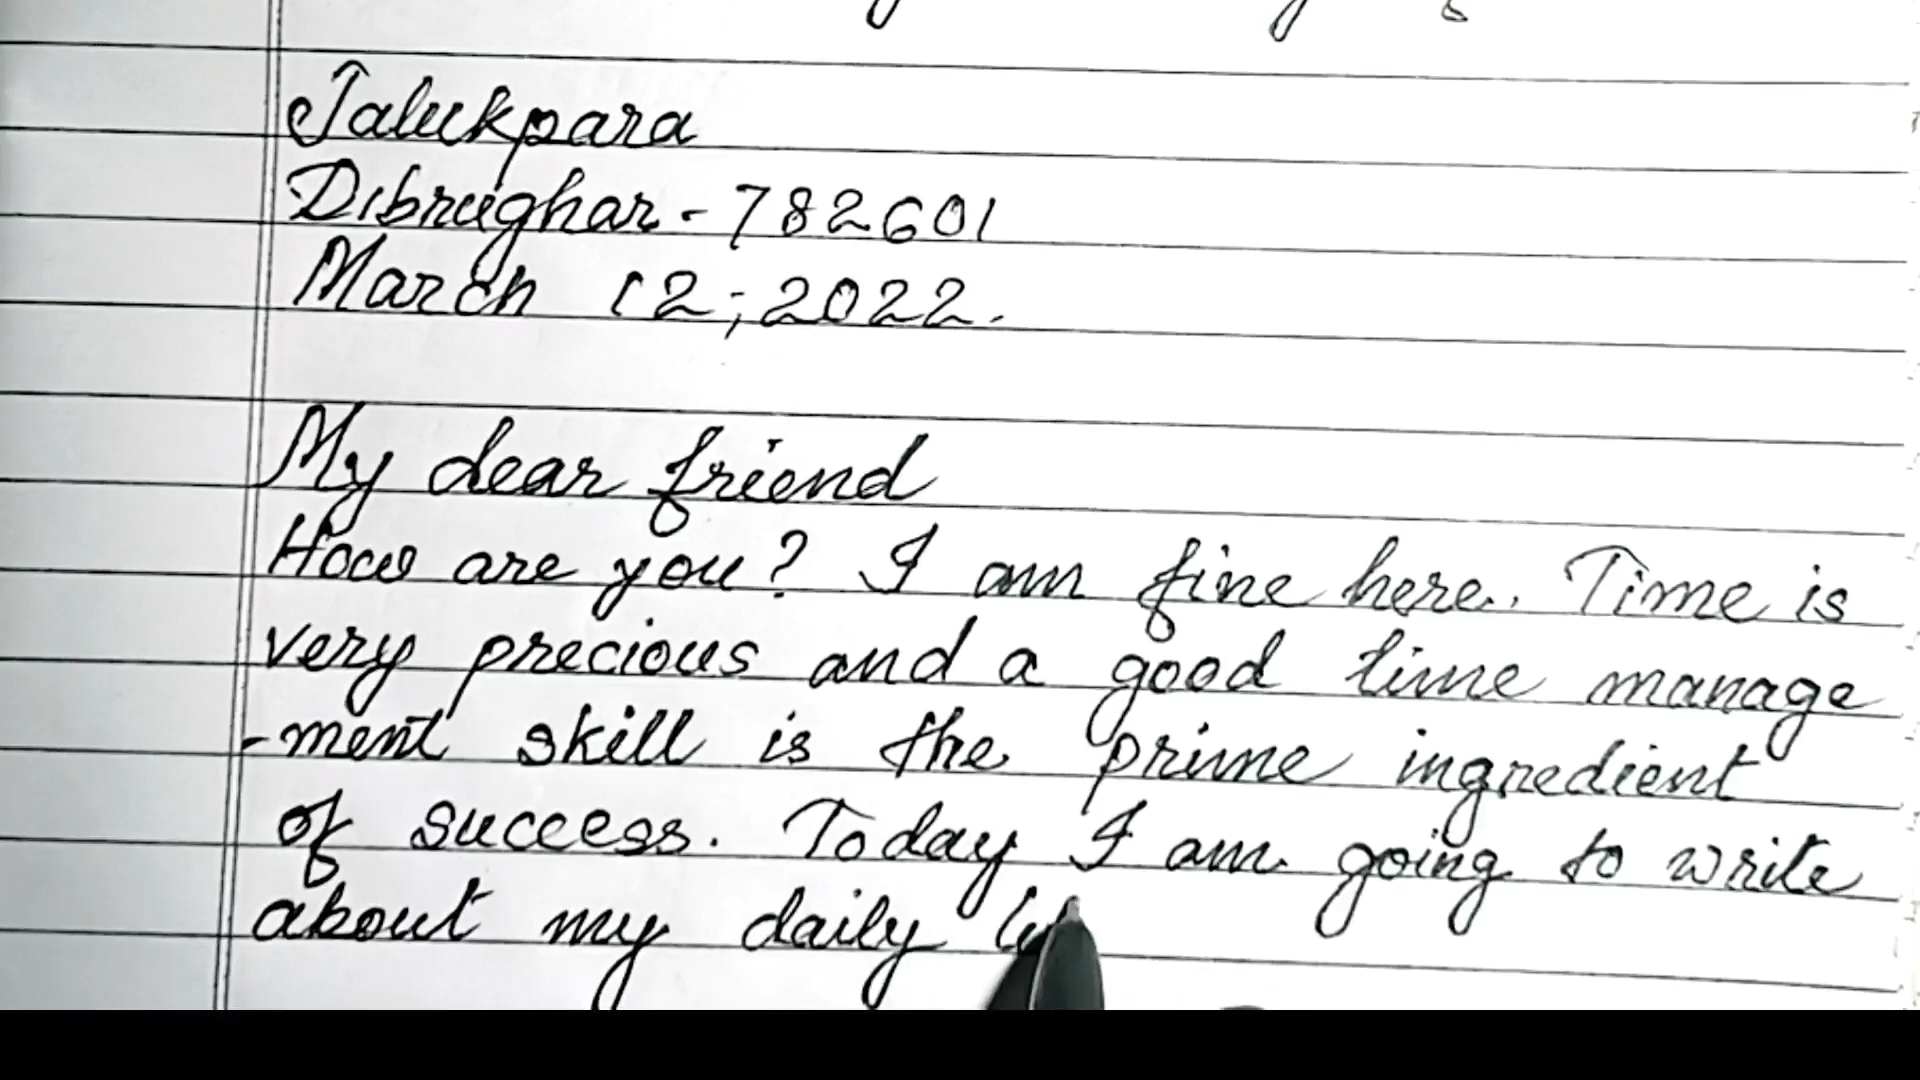 Talukpara
Dibrughar - 782601
March 12, 2022.
My dear friend
How are you? I am fine here. Time is
very precious and a good time manage
-ment skill is the prime ingredient
of success. Today I am going to write
about my daily